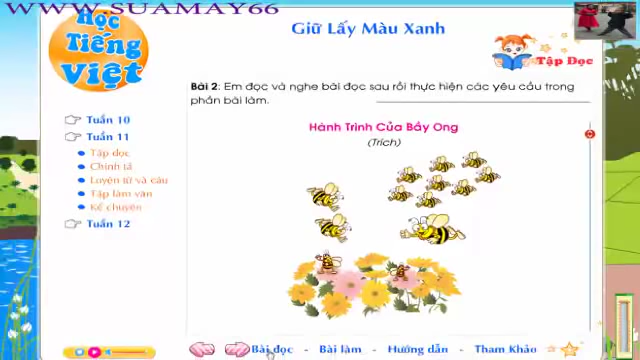 WWW.SUAMAY66
Học
Tiếng
Việt
Giữ Lấy Màu Xanh
Tập Đọc
Bài 2: Em đọc và nghe bài đọc sau rồi thực hiện các yêu cầu trong
phần bài làm.
Tuần 10
Tuần 11
Tập đọc
Chính tả
Luyện từ và câu
Tập làm văn
Kể chuyện
Tuần 12
Hành Trình Của Bầy Ong
(Trích)
Bài đọc - Bài làm - Hướng dẫn - Tham Khảo